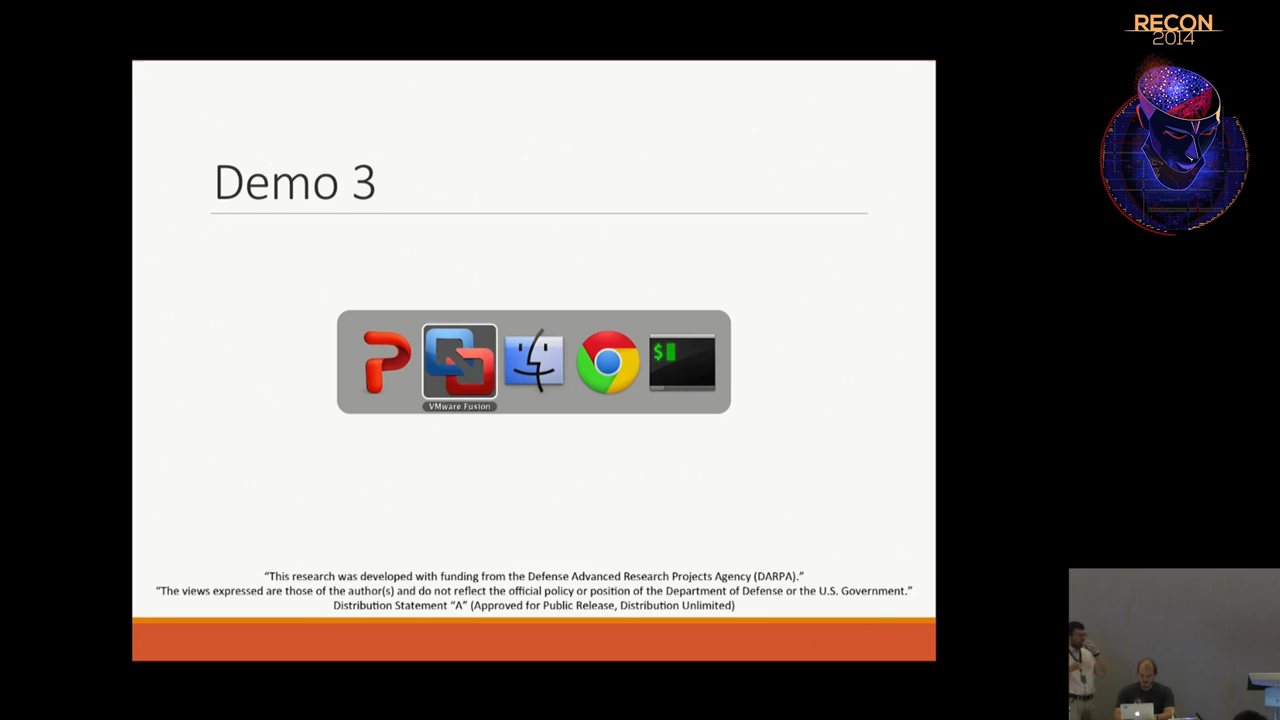 RECON
2014
Demo 3
$
VMware Fusion
“This research was developed with funding from the Defense Advanced Research Projects Agency (DARPA).”
“The views expressed are those of the author(s) and do not reflect the official policy or position of the Department of Defense or the U.S. Government.”
Distribution Statement “A” (Approved for Public Release, Distribution Unlimited)